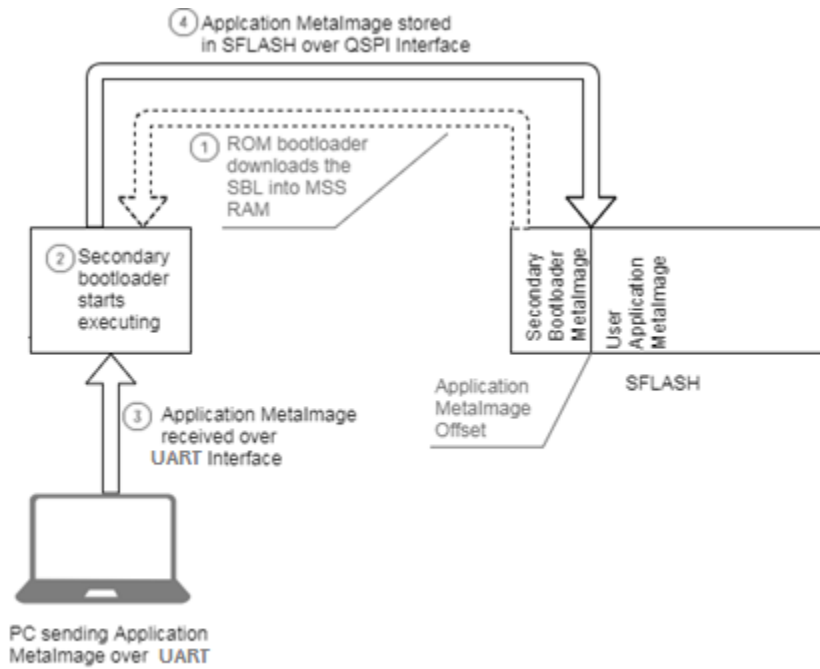 4 Applcation MetaImage stored
in SFLASH over QSPI Interface
1 ROM bootloader
downloads the
SBL into MSS
RAM
2 Secondary
bootloader
starts
executing
Secondary
Bootloader
MetaImage
User
Application
MetaImage
SFLASH
Application
MetaImage
Offset
3 Application MetaImage
received over
UART Interface
PC sending Application
MetaImage over UART